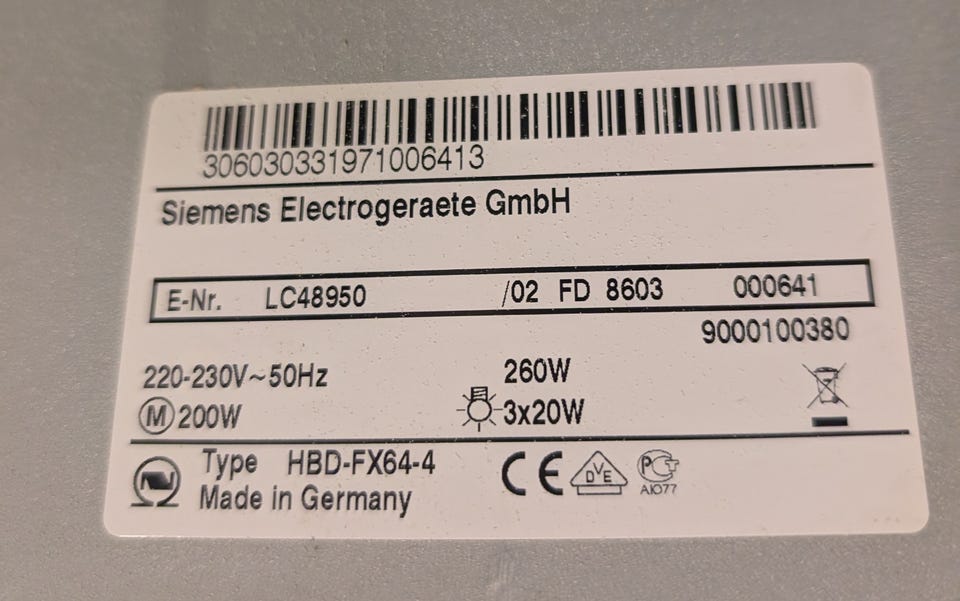 306030331971006413
Siemens Electrogeraete GmbH
E-Nr. LC48950 /02 FD 8603 000641
9000100380
220-230V~50Hz 260W
M 200W 3x20W
Type HBD-FX64-4
Made in Germany
CE DVE PCT
АЮ77